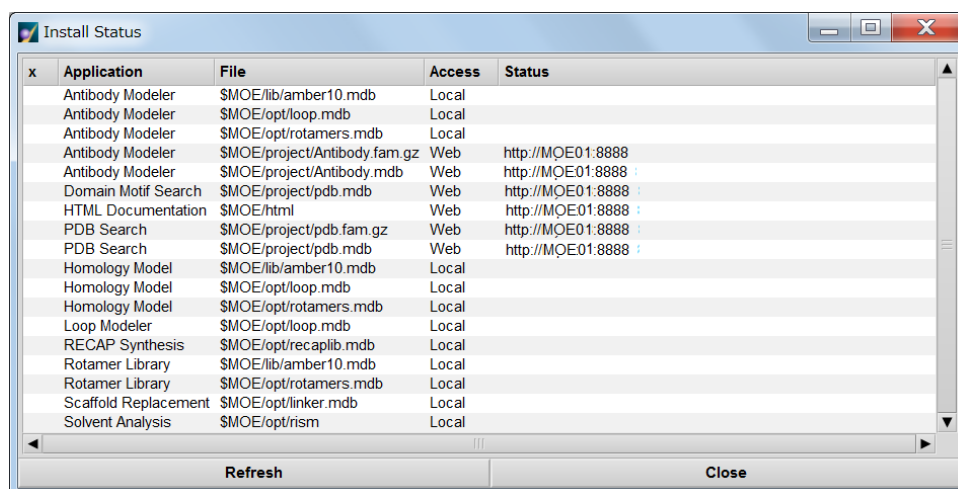 Install Status
x Application File Access Status
Antibody Modeler $MOE/lib/amber10.mdb Local
Antibody Modeler $MOE/opt/loop.mdb Local
Antibody Modeler $MOE/opt/rotamers.mdb Local
Antibody Modeler $MOE/project/Antibody.fam.gz Web http://MOE01:8888
Antibody Modeler $MOE/project/Antibody.mdb Web http://MOE01:8888
Domain Motif Search $MOE/project/pdb.mdb Web http://MOE01:8888
HTML Documentation $MOE/html Web http://MOE01:8888
PDB Search $MOE/project/pdb.fam.gz Web http://MOE01:8888
PDB Search $MOE/project/pdb.mdb Web http://MOE01:8888
Homology Model $MOE/lib/amber10.mdb Local
Homology Model $MOE/opt/loop.mdb Local
Homology Model $MOE/opt/rotamers.mdb Local
Loop Modeler $MOE/opt/loop.mdb Local
RECAP Synthesis $MOE/opt/recaplib.mdb Local
Rotamer Library $MOE/lib/amber10.mdb Local
Rotamer Library $MOE/opt/rotamers.mdb Local
Scaffold Replacement $MOE/opt/linker.mdb Local
Solvent Analysis $MOE/opt/rism Local
Refresh Close